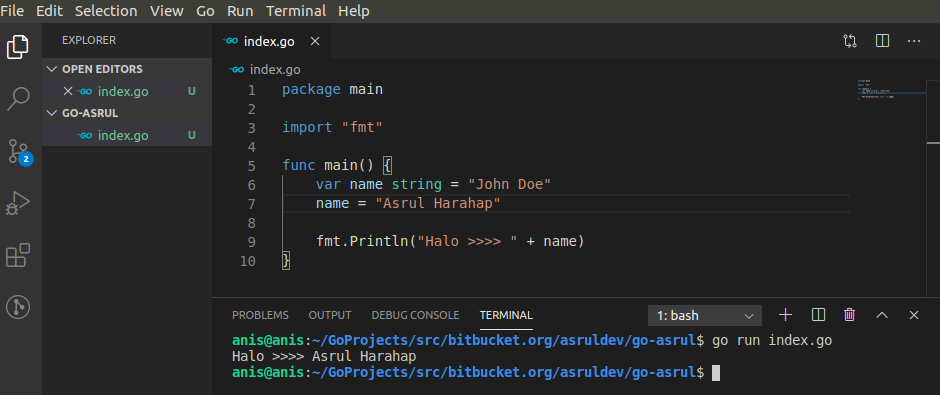 File Edit Selection View Go Run Terminal Help
EXPLORER
OPEN EDITORS
index.go U
GO-ASRUL
index.go U
2
index.go
index.go
1 package main
2
3 import "fmt"
4
5 func main() {
6 var name string = "John Doe"
7 name = "Asrul Harahap"
8
9 fmt.Println("Halo >>>> " + name)
10 }
PROBLEMS OUTPUT DEBUG CONSOLE TERMINAL 1: bash
anis@anis:~/GoProjects/src/bitbucket.org/asruldev/go-asrul$ go run index.go
Halo >>>> Asrul Harahap
anis@anis:~/GoProjects/src/bitbucket.org/asruldev/go-asrul$